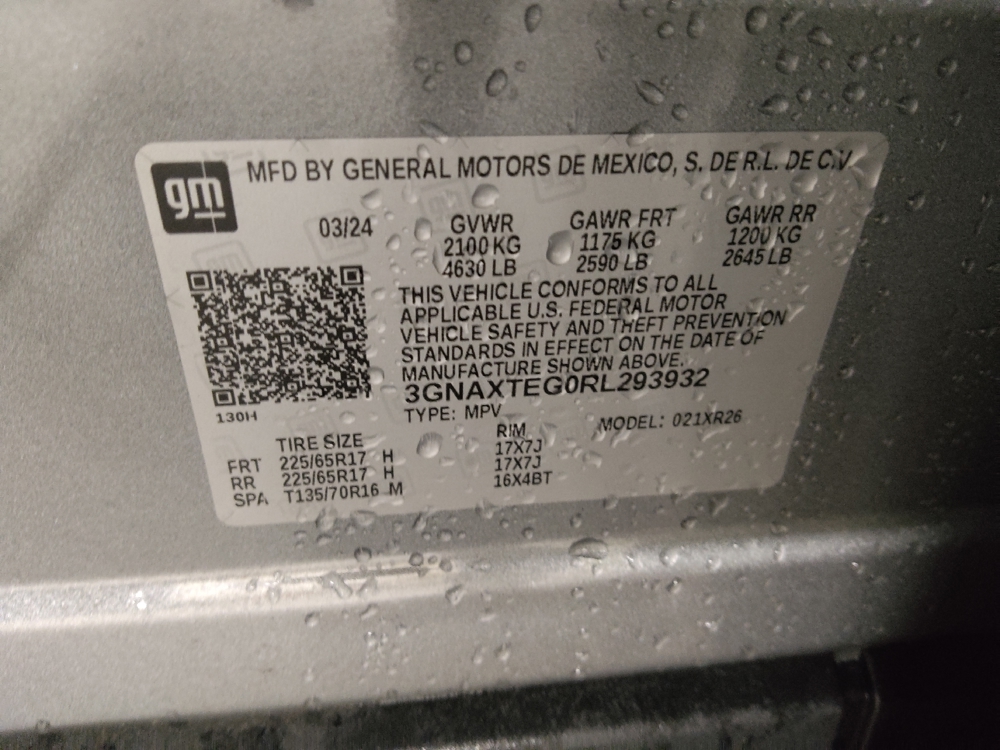 gm
MFD BY GENERAL MOTORS DE MEXICO, S. DE R.L. DE C.V.
03/24 GVWR GAWR FRT GAWR RR
2100 KG 1175 KG 1200 KG
4630 LB 2590 LB 2645 LB
THIS VEHICLE CONFORMS TO ALL
APPLICABLE U.S. FEDERAL MOTOR
VEHICLE SAFETY AND THEFT PREVENTION
STANDARDS IN EFFECT ON THE DATE OF
MANUFACTURE SHOWN ABOVE.
3GNAXTEG0RL293932
130H
TYPE: MPV MODEL: 021XR26
TIRE SIZE RIM
FRT 225/65R17 H 17X7J
RR 225/65R17 H 17X7J
SPA T135/70R16 M 16X4BT